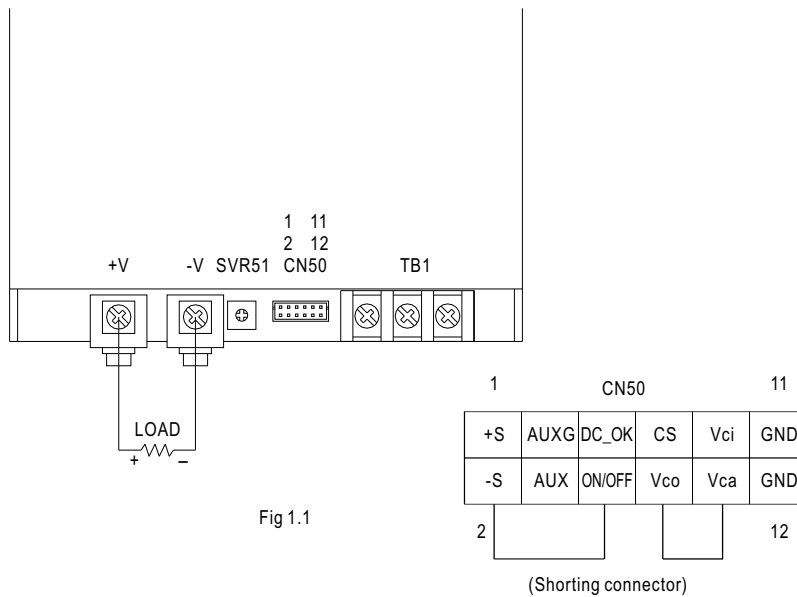 1 11
2 12
+V -V SVR51 CN50 TB1
LOAD
+ −
Fig 1.1
1 CN50 11
+S AUXG DC_OK CS Vci GND
-S AUX ON/OFF Vco Vca GND
2 12
(Shorting connector)